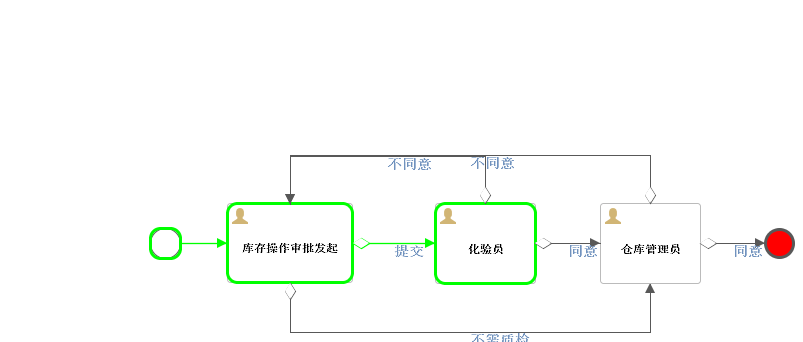 不同意
不同意
库存操作审批发起
提交
化验员
同意
仓库管理员
同意
不需质检